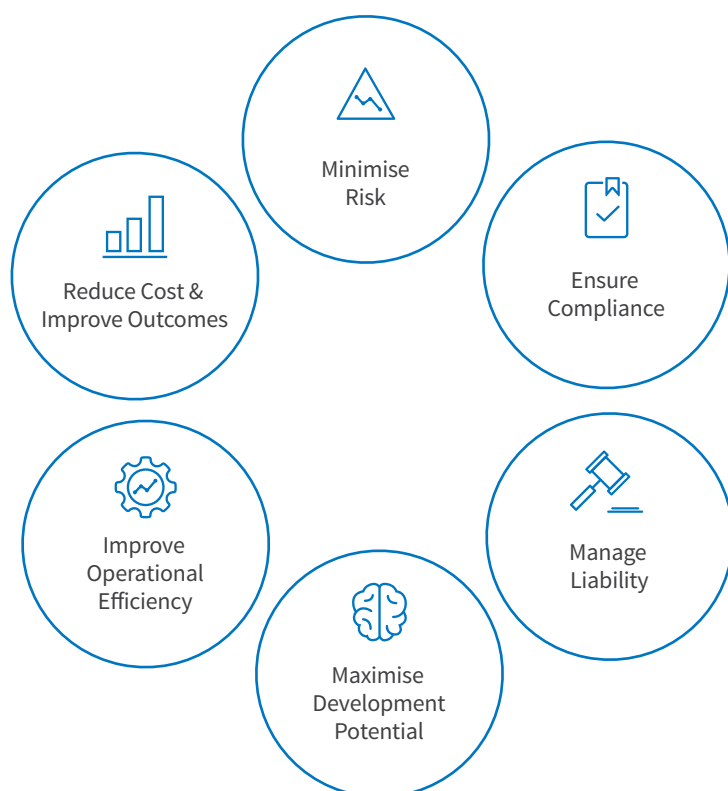 Minimise
Risk
Ensure
Compliance
Manage
Liability
Maximise
Development
Potential
Improve
Operational
Efficiency
Reduce Cost &
Improve Outcomes